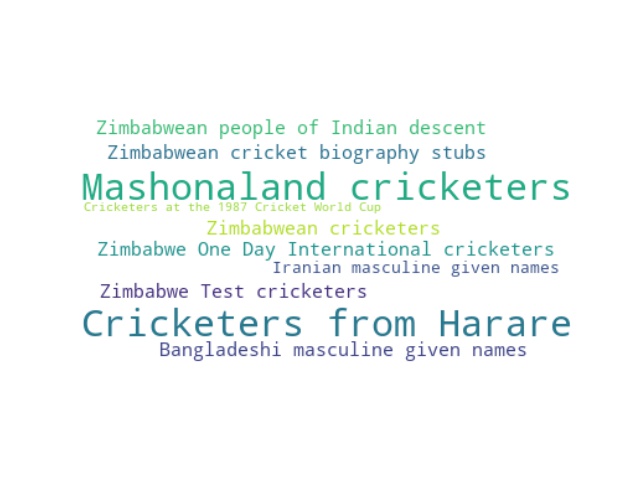 Zimbabwean people of Indian descent
Zimbabwean cricket biography stubs
Mashonaland cricketers
Cricketers at the 1987 Cricket World Cup
Zimbabwean cricketers
Zimbabwe One Day International cricketers
Iranian masculine given names
Zimbabwe Test cricketers
Cricketers from Harare
Bangladeshi masculine given names